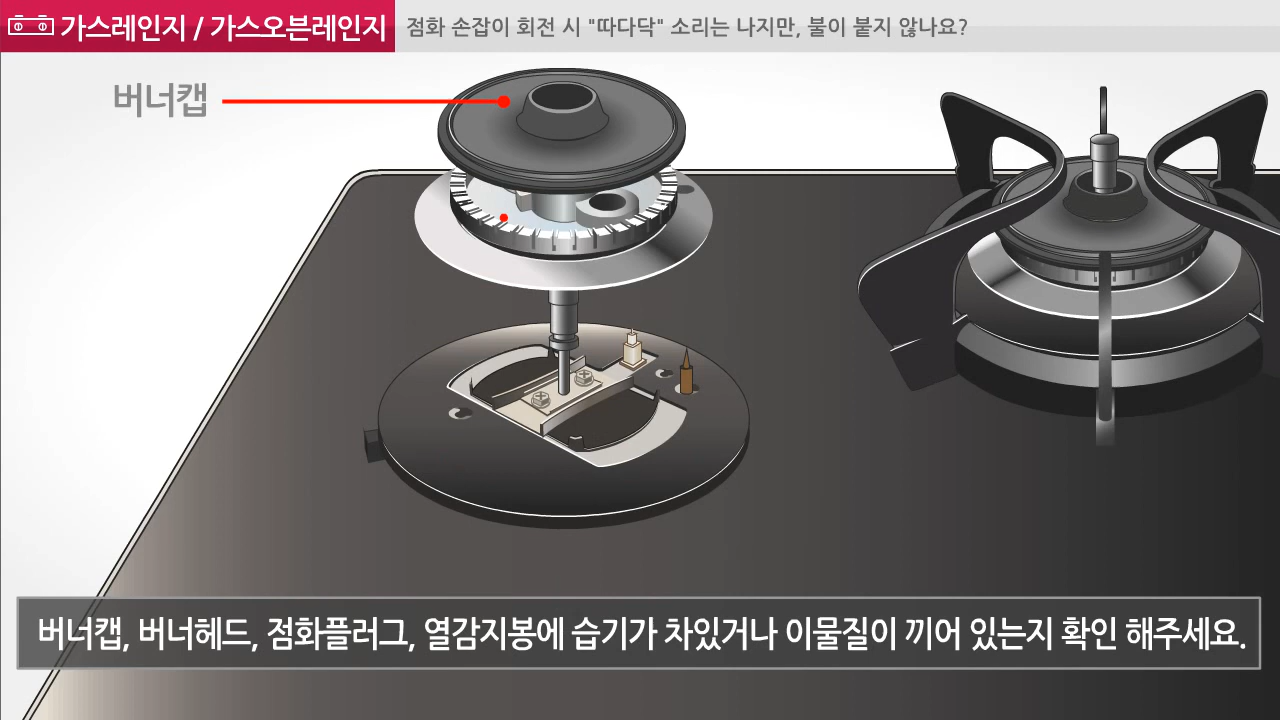 가스레인지 / 가스오븐레인지
점화 손잡이 회전 시 "따다닥" 소리는 나지만, 불이 붙지 않나요?
버너캡
버너캡, 버너헤드, 점화플러그, 열감지봉에 습기가 차있거나 이물질이 끼어 있는지 확인 해주세요.